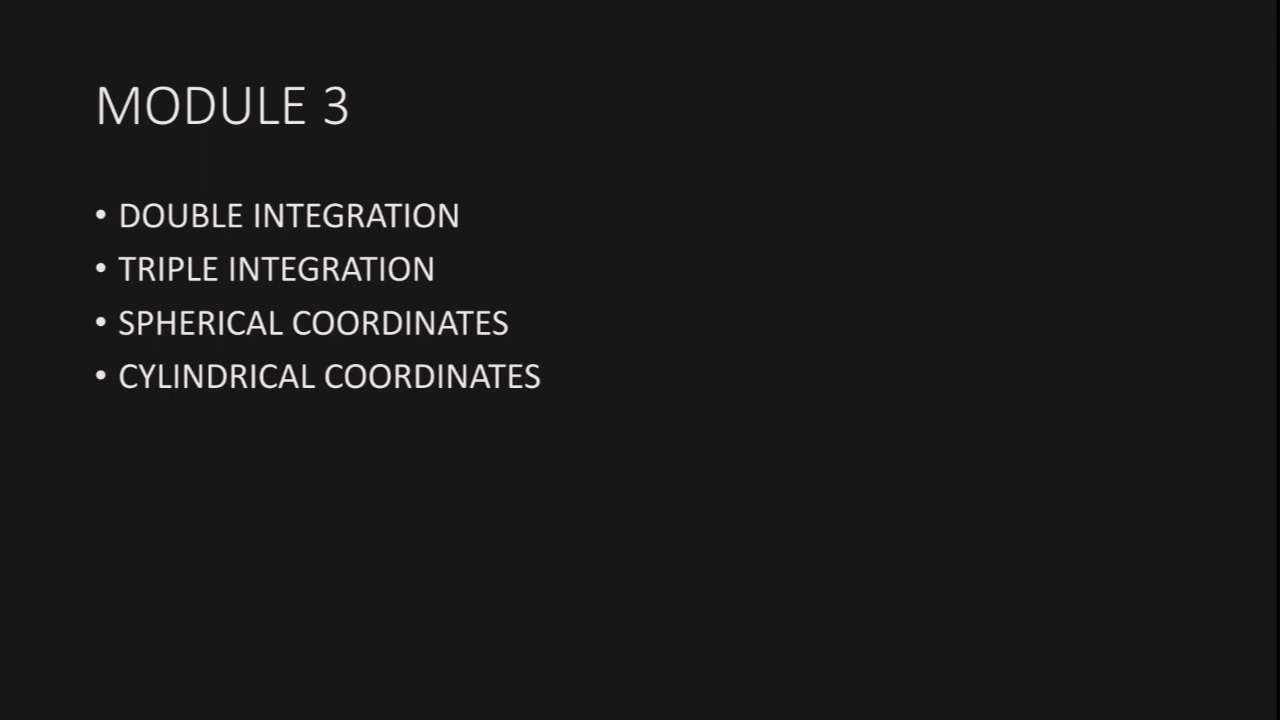 MODULE 3
• DOUBLE INTEGRATION
• TRIPLE INTEGRATION
• SPHERICAL COORDINATES
• CYLINDRICAL COORDINATES